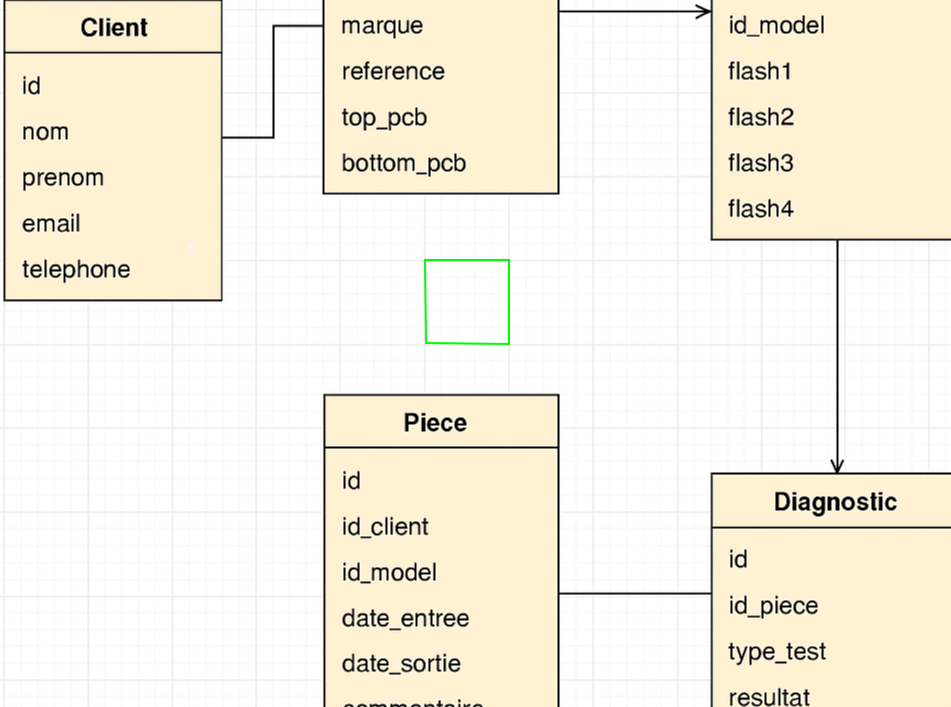 Client
id
nom
prenom
email
telephone
marque
reference
top_pcb
bottom_pcb
id_model
flash1
flash2
flash3
flash4
Piece
id
id_client
id_model
date_entree
date_sortie
commentaire
Diagnostic
id
id_piece
type_test
resultat